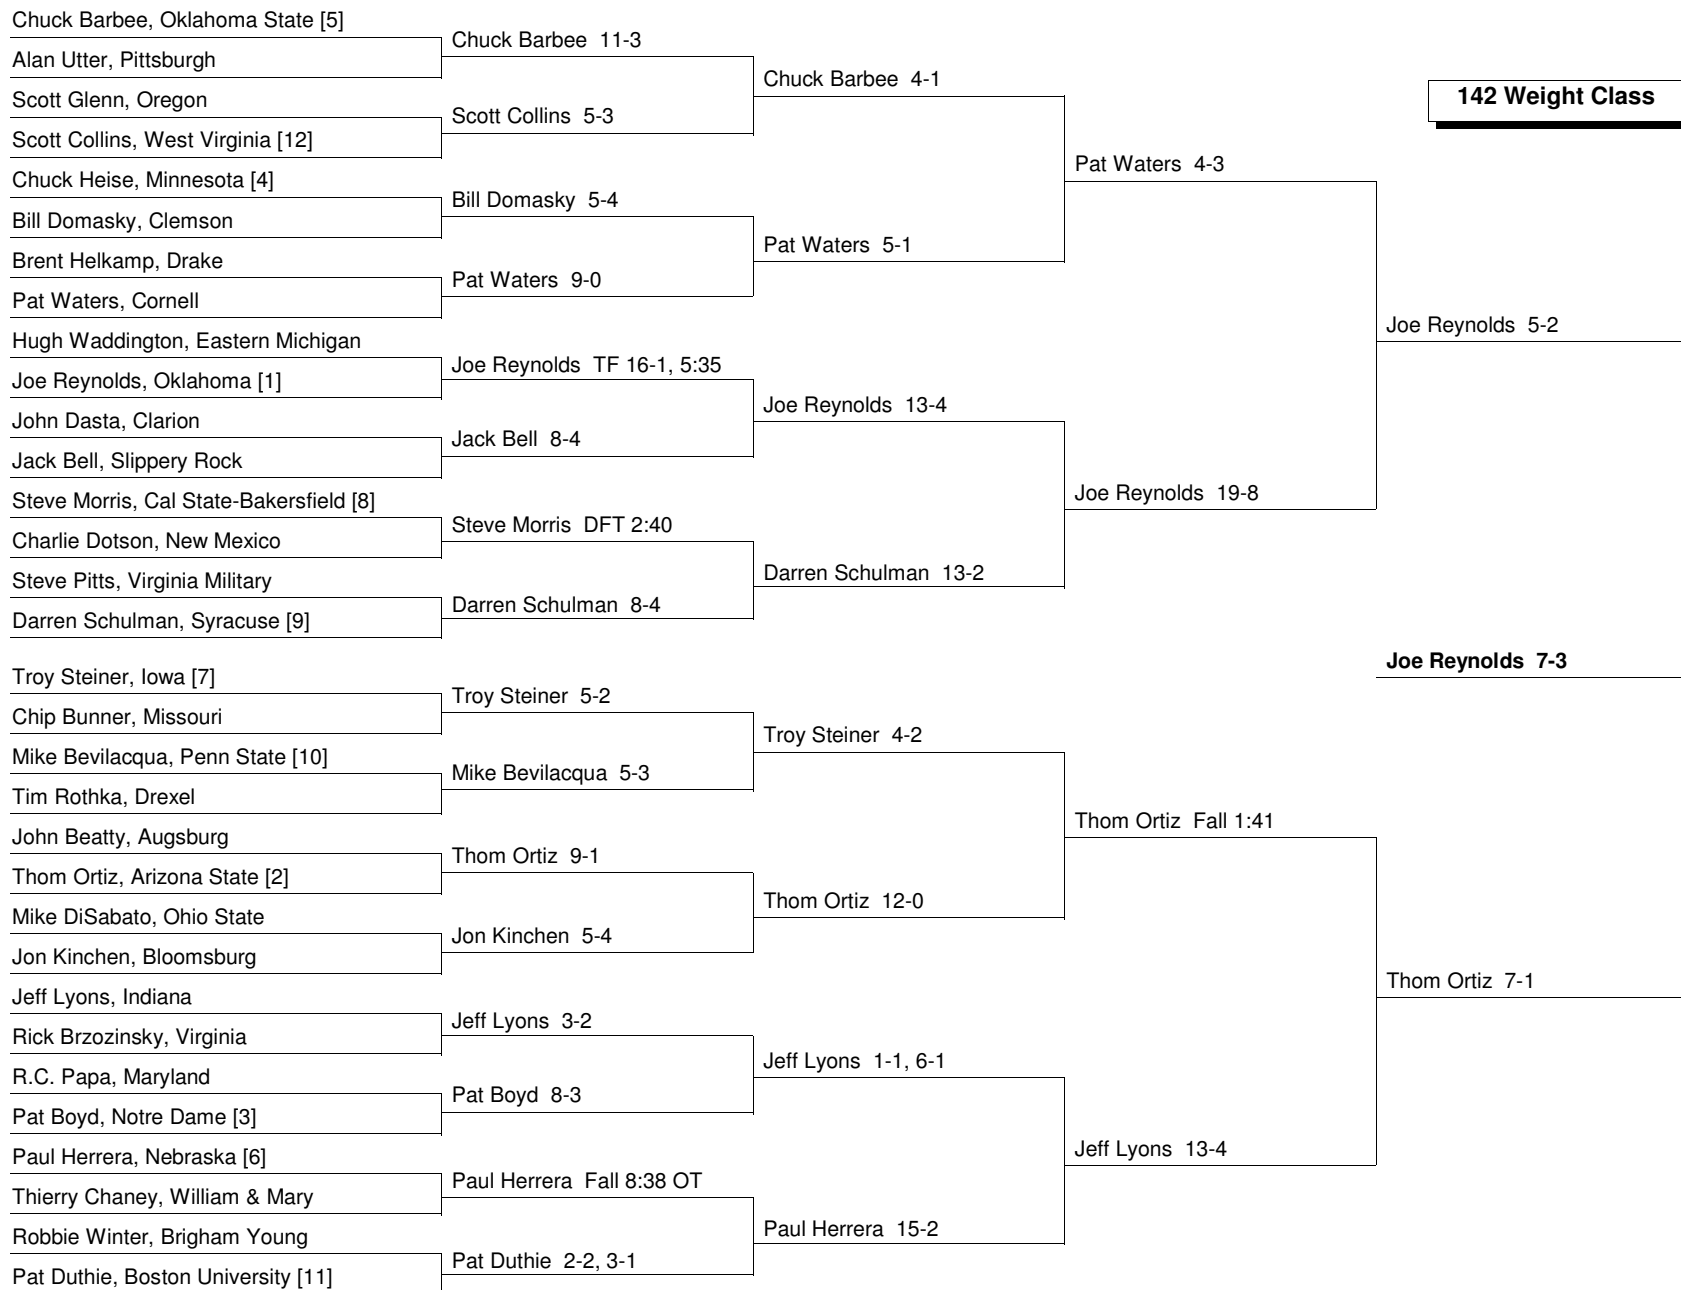 Chuck Barbee, Oklahoma State [5]
Alan Utter, Pittsburgh
Scott Glenn, Oregon
Scott Collins, West Virginia [12]
Chuck Heise, Minnesota [4]
Bill Domasky, Clemson
Brent Helkamp, Drake
Pat Waters, Cornell
Hugh Waddington, Eastern Michigan
Joe Reynolds, Oklahoma [1]
John Dasta, Clarion
Jack Bell, Slippery Rock
Steve Morris, Cal State-Bakersfield [8]
Charlie Dotson, New Mexico
Steve Pitts, Virginia Military
Darren Schulman, Syracuse [9]
Troy Steiner, Iowa [7]
Chip Bunner, Missouri
Mike Bevilacqua, Penn State [10]
Tim Rothka, Drexel
John Beatty, Augsburg
Thom Ortiz, Arizona State [2]
Mike DiSabato, Ohio State
Jon Kinchen, Bloomsburg
Jeff Lyons, Indiana
Rick Brzozinsky, Virginia
R.C. Papa, Maryland
Pat Boyd, Notre Dame [3]
Paul Herrera, Nebraska [6]
Thierry Chaney, William & Mary
Robbie Winter, Brigham Young
Pat Duthie, Boston University [11]
Chuck Barbee 11-3
Scott Collins 5-3
Bill Domasky 5-4
Pat Waters 9-0
Joe Reynolds TF 16-1, 5:35
Jack Bell 8-4
Steve Morris DFT 2:40
Darren Schulman 8-4
Troy Steiner 5-2
Mike Bevilacqua 5-3
Thom Ortiz 9-1
Jon Kinchen 5-4
Jeff Lyons 3-2
Pat Boyd 8-3
Paul Herrera Fall 8:38 OT
Pat Duthie 2-2, 3-1
Chuck Barbee 4-1
Pat Waters 5-1
Joe Reynolds 13-4
Darren Schulman 13-2
Troy Steiner 4-2
Thom Ortiz 12-0
Jeff Lyons 1-1, 6-1
Paul Herrera 15-2
Pat Waters 4-3
Joe Reynolds 19-8
Thom Ortiz Fall 1:41
Jeff Lyons 13-4
142 Weight Class
Joe Reynolds 5-2
Joe Reynolds 7-3
Thom Ortiz 7-1